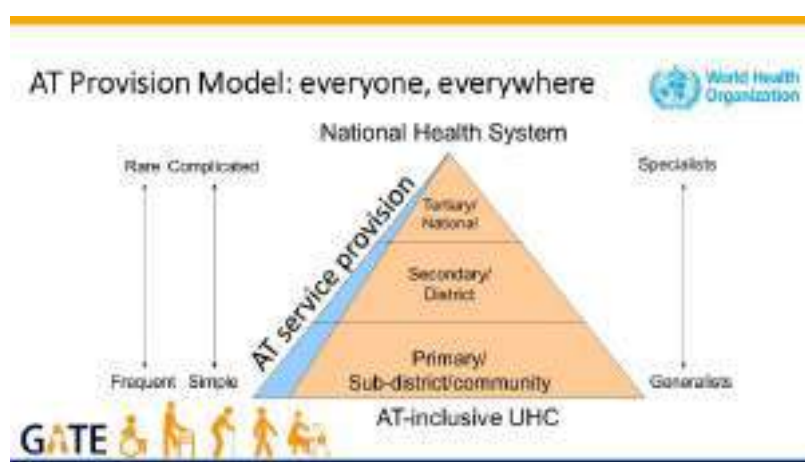 AT Provision Model: everyone, everywhere
World Health
Organization
National Health System
Rare Complicated
Specialists
AT service provision
Tertiary/
National
Secondary/
District
Primary/
Sub-district/community
Frequent Simple
Generalists
AT-inclusive UHC
GATE